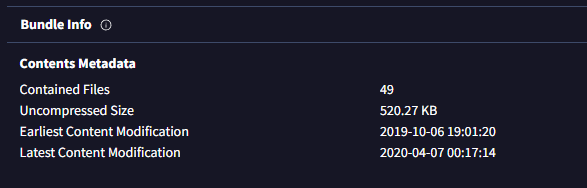 Bundle Info
Contents Metadata
Contained Files 49
Uncompressed Size 520.27 KB
Earliest Content Modification 2019-10-06 19:01:20
Latest Content Modification 2020-04-07 00:17:14